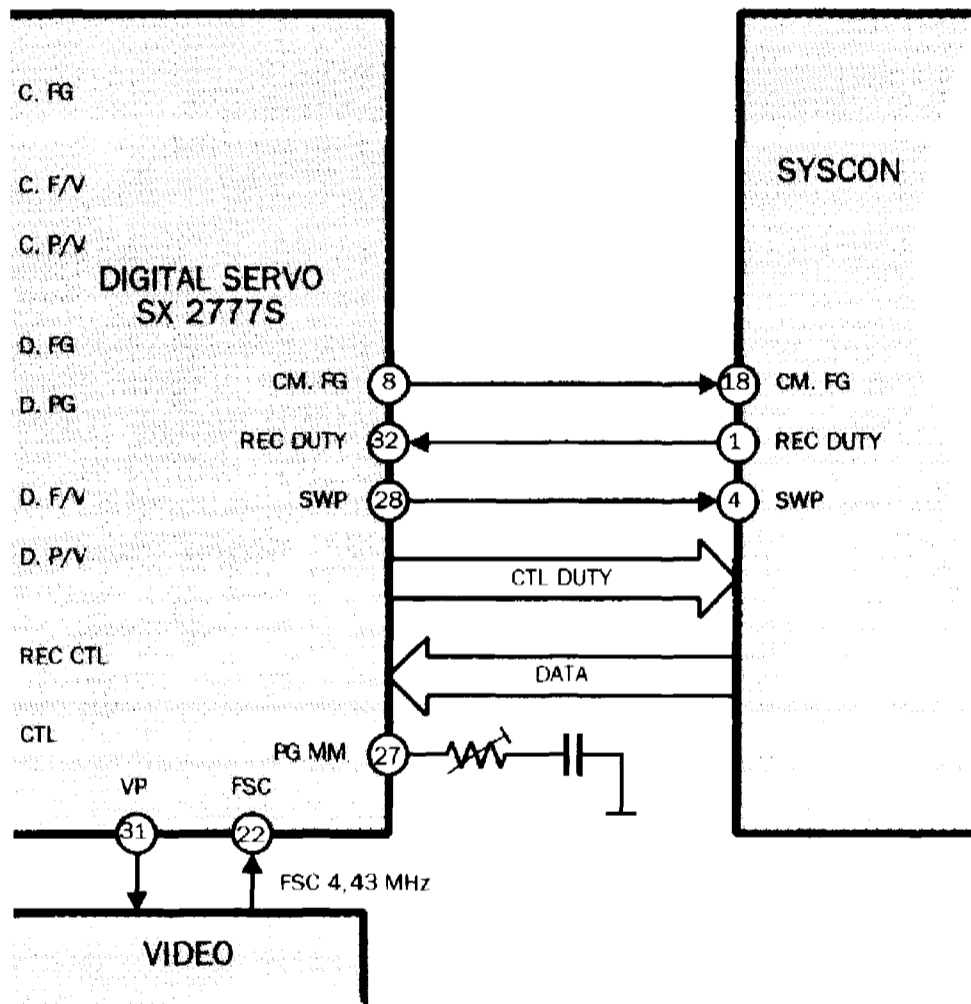 C. FG
C. F/V
C. P/V
SYSCON
DIGITAL SERVO
SX 2777S
D. FG
D. PG
CM. FG 8 18 CM. FG
REC DUTY 32 1 REC DUTY
SWP 28 4 SWP
D. F/V
D. P/V
CTL DUTY
DATA
REC CTL
CTL
PG MM 27
VP FSC
31 22
FSC 4,43 MHz
VIDEO